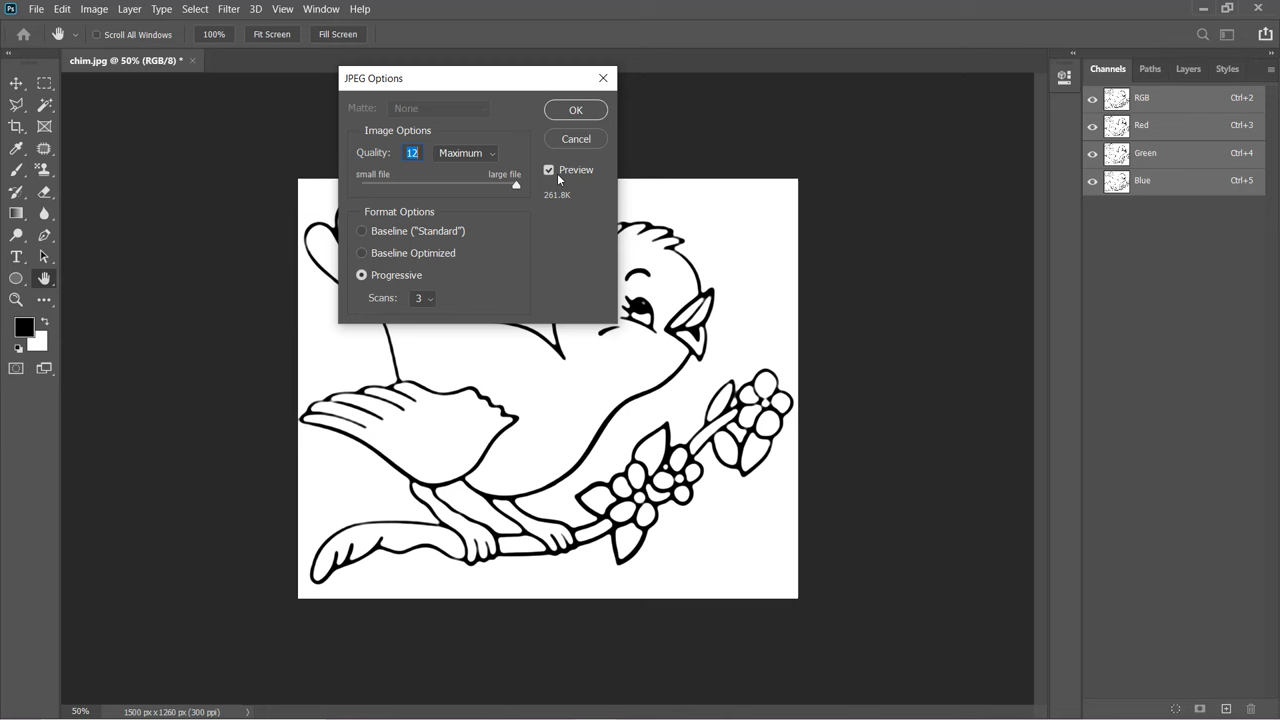 Ps File Edit Image Layer Type Select Filter 3D View Window Help
Scroll All Windows 100% Fit Screen Fill Screen
chim.jpg @ 50% (RGB/8) *
JPEG Options
Matte: None
OK
Image Options
Cancel
Quality: 12 Maximum
Preview
small file large file
261.8K
Format Options
Baseline ("Standard")
Baseline Optimized
Progressive
Scans: 3
Channels Paths Layers Styles
RGB Ctrl+2
Red Ctrl+3
Green Ctrl+4
Blue Ctrl+5
50% 1500 px x 1260 px (300 ppi)